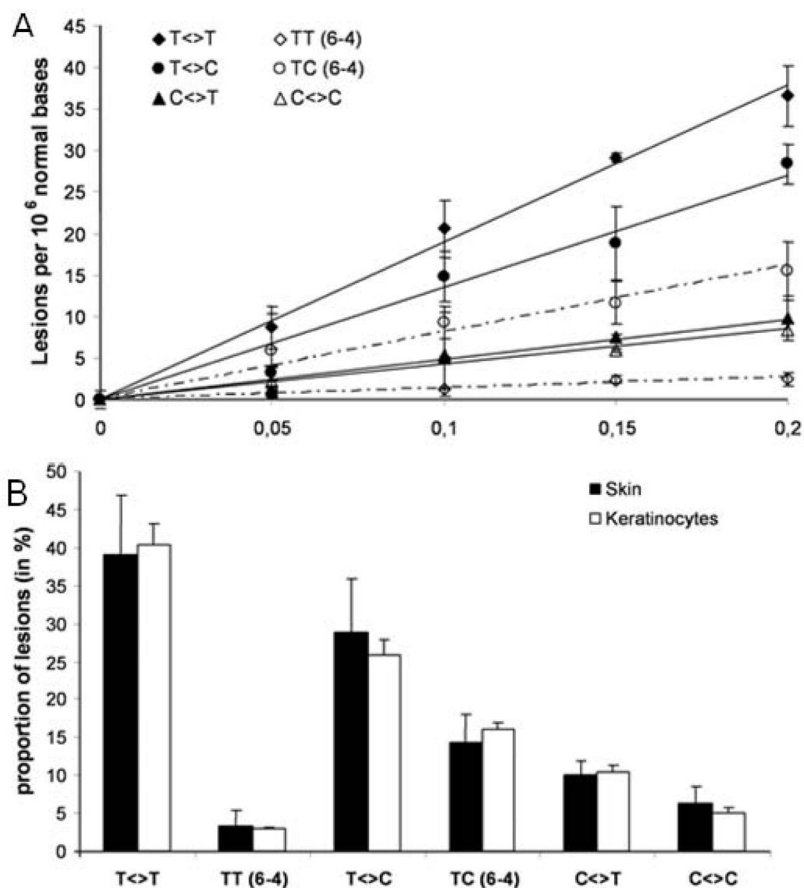 A
T<>T
TT (6-4)
T<>C
TC (6-4)
C<>T
C<>C
Lesions per 10 6 normal bases
45
40
35
30
25
20
15
10
5
0
0 0,05 0,1 0,15 0,2
B
Skin
Keratinocytes
proportion of lesions (in %)
50
45
40
35
30
25
20
15
10
5
0
T<>T TT (6-4) T<>C TC (6-4) C<>T C<>C